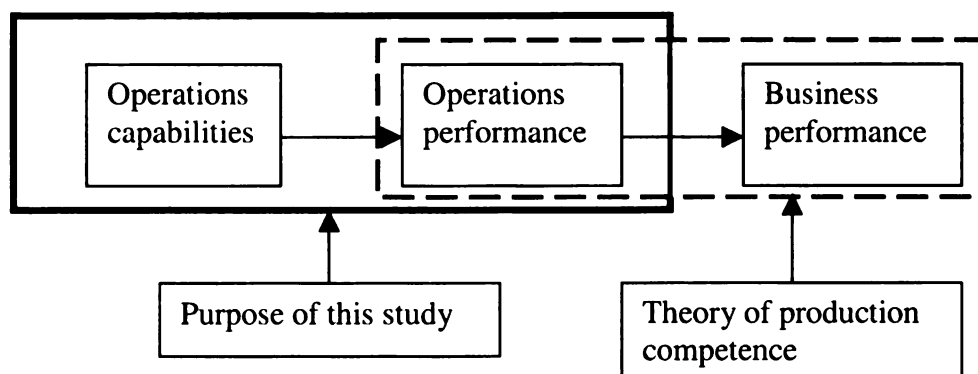 Operations
capabilities
Operations
performance
Business
performance
Purpose of this study
Theory of production
competence